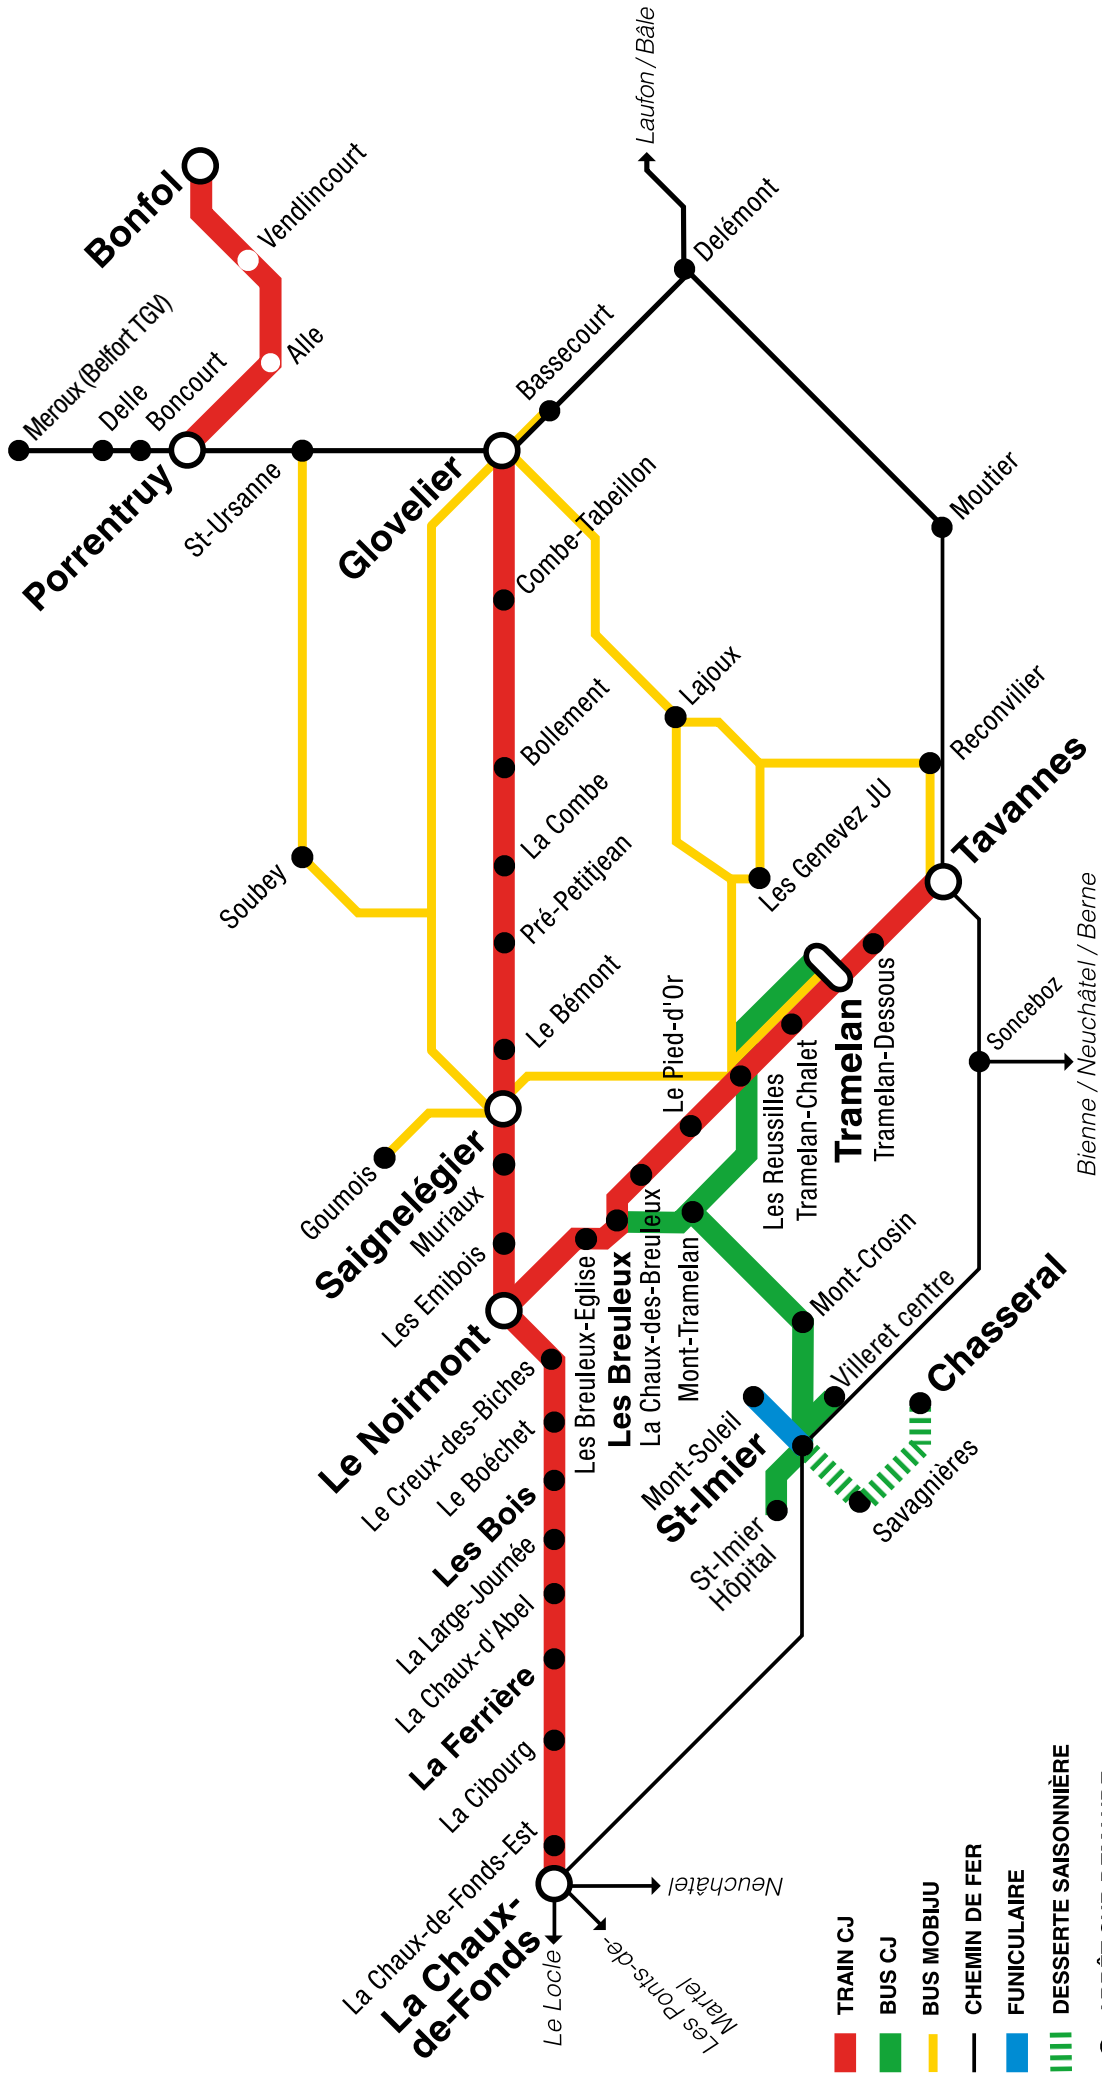 Laufon / Bâle
Bonfol
Vendlincourt
Alle
Meroux (Belfort TGV)
Delle
Boncourt
Porrentruy
St-Ursanne
Delémont
Bassecourt
Glovelier
Combe-Tabeillon
Moutier
Bollement
La Combe
Pré-Petitjean
Le Bémont
Lajoux
Les Genevez JU
Reconvilier
Tavannes
Soubey
Goumois
Saignelégier
Muriaux
Les Emibois
Le Noirmont
Le Pied-d'Or
Les Reussilles
Tramelan-Chalet
Tramelan
Tramelan-Dessous
Sonceboz
Bienne / Neuchâtel / Berne
Les Breuleux-Eglise
Les Breuleux
La Chaux-des-Breuleux
Mont-Tramelan
Mont-Crosin
Villeret centre
Chasseral
Savagnières
Mont-Soleil
St-Imier
St-Imier
Hôpital
Le Creux-des-Biches
Le Boéchet
Les Bois
La Large-Journée
La Chaux-d'Abel
La Ferrière
La Cibourg
La Chaux-de-Fonds-Est
La Chaux-
de-Fonds
Le Locle
Les Ponts-de-
Martel
Neuchâtel
TRAIN CJ
BUS CJ
BUS MOBIJU
CHEMIN DE FER
FUNICULAIRE
DESSERTE SAISONNIÈRE